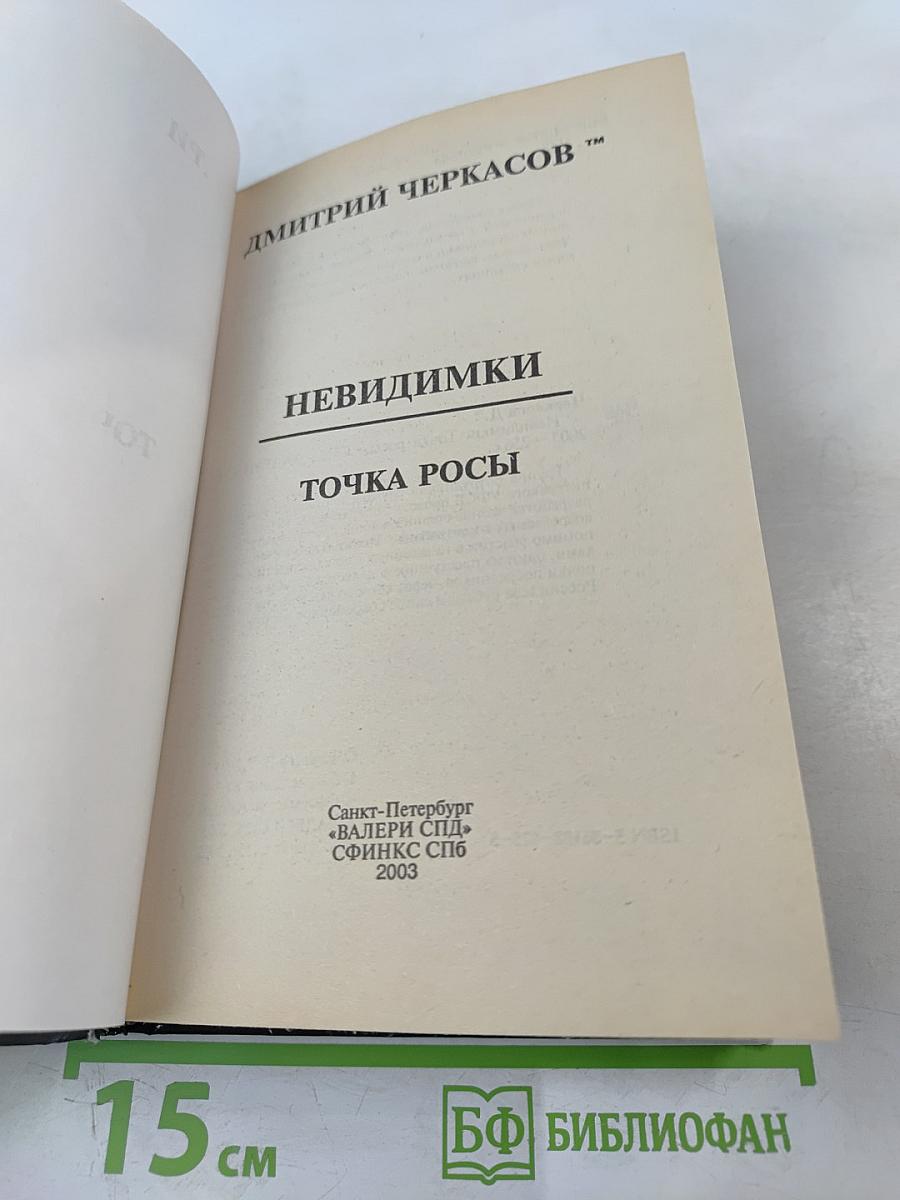 ДМИТРИЙ ЧЕРКАСОВ ™
НЕВИДИМКИ
ТОЧКА РОСЫ
Санкт-Петербург
«ВАЛЕРИ СПД»
СФИНКС СПб
2003
15 см
БФ БИБЛИОФАН